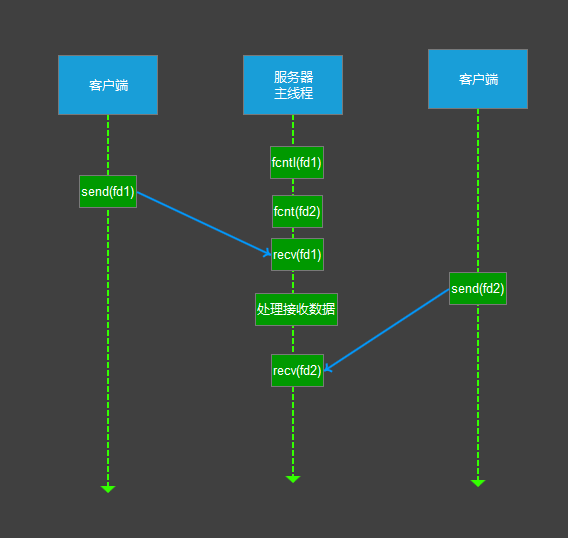 客户端
服务器
主线程
客户端
fcntl(fd1)
send(fd1)
fcnt(fd2)
recv(fd1)
send(fd2)
处理接收数据
recv(fd2)